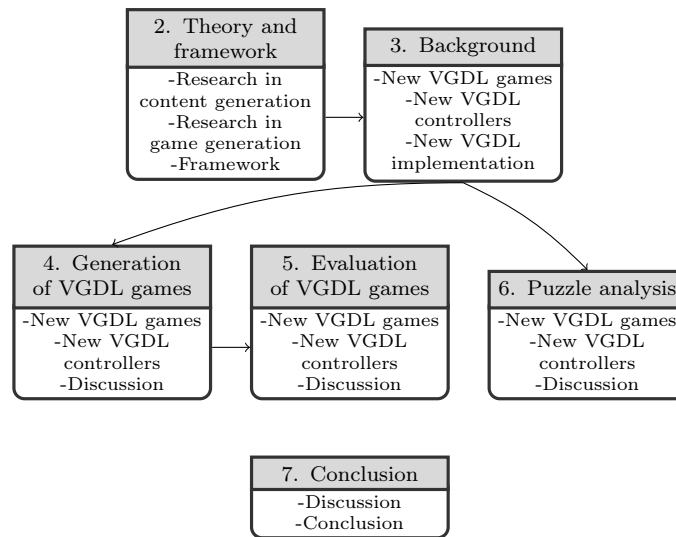 2. Theory and
framework
-Research in
content generation
-Research in
game generation
-Framework
3. Background
-New VGDL games
-New VGDL
controllers
-New VGDL
implementation
4. Generation
of VGDL games
-New VGDL games
-New VGDL
controllers
-Discussion
5. Evaluation
of VGDL games
-New VGDL games
-New VGDL
controllers
-Discussion
6. Puzzle analysis
-New VGDL games
-New VGDL
controllers
-Discussion
7. Conclusion
-Discussion
-Conclusion